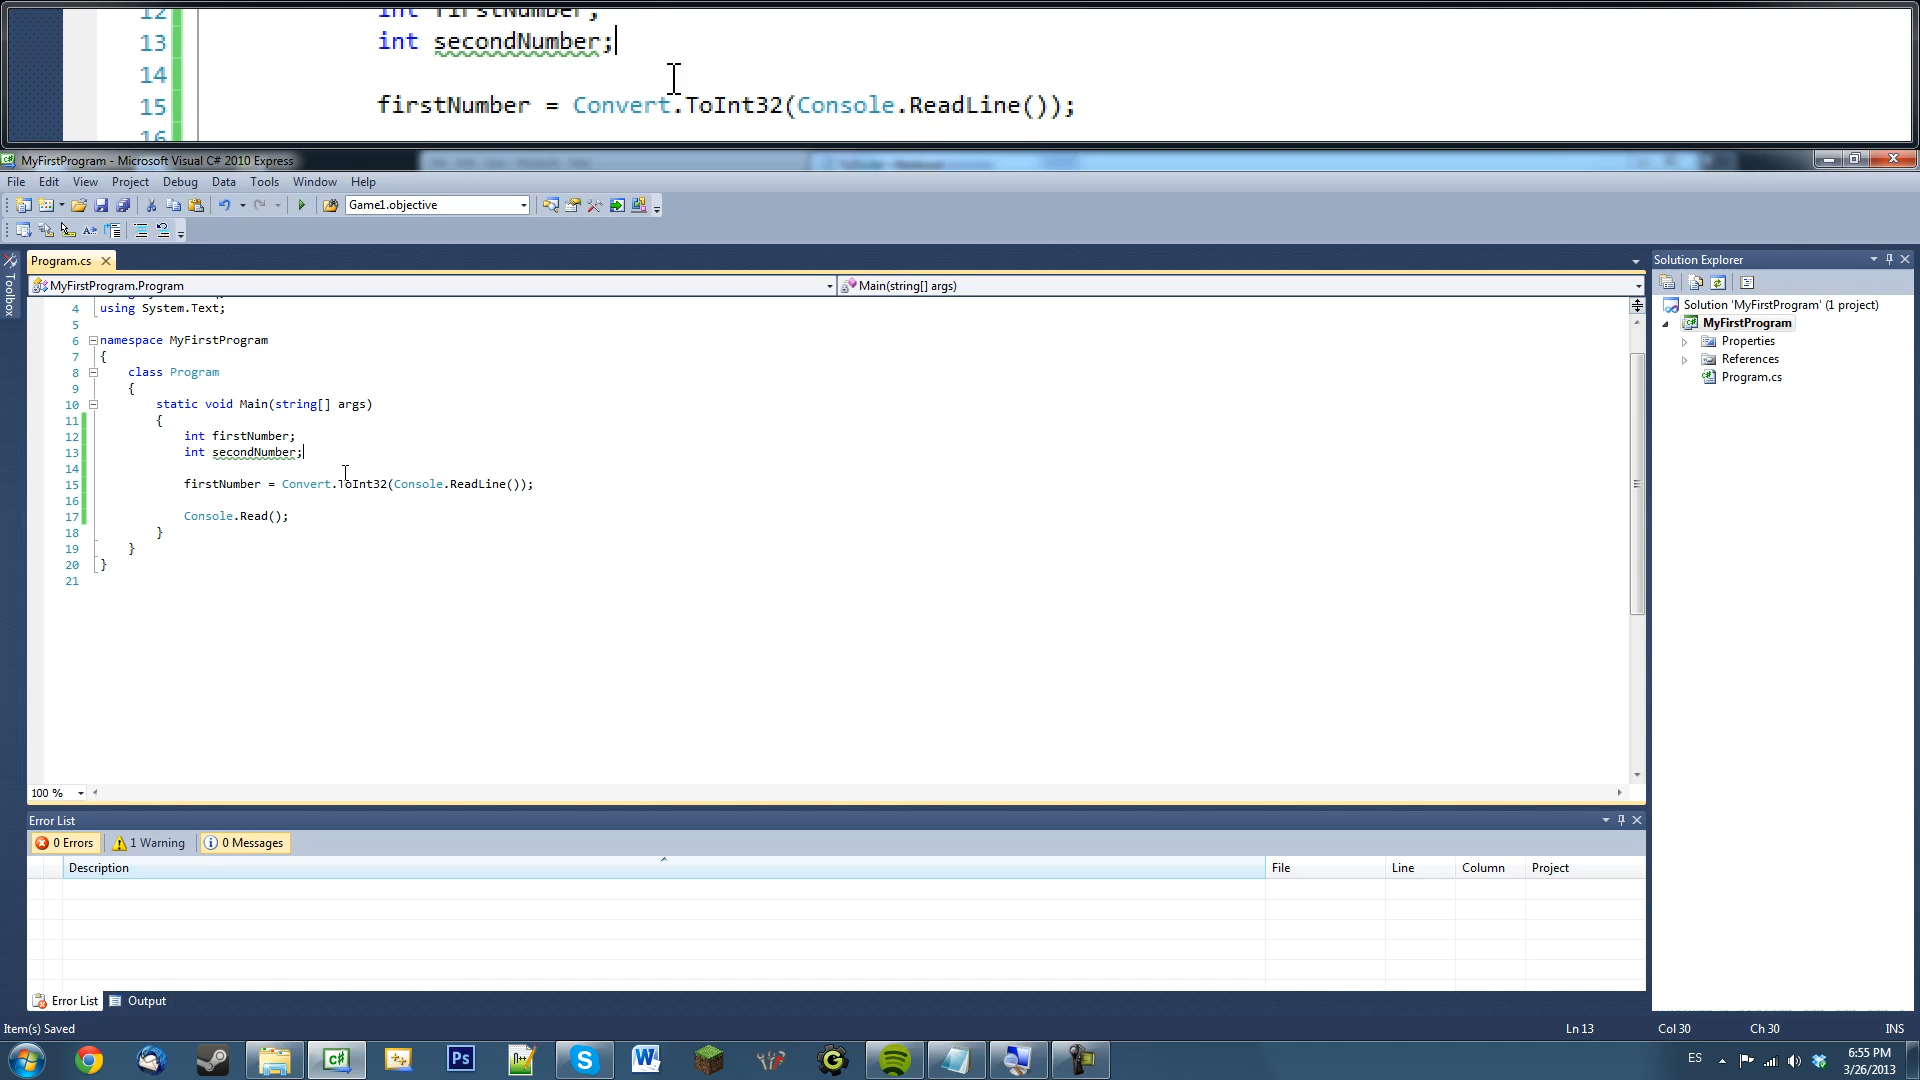 12 int firstNumber;
13 int secondNumber;
14
15 firstNumber = Convert.ToInt32(Console.ReadLine());
16
MyFirstProgram - Microsoft Visual C# 2010 Express
File Edit View Project Debug Data Tools Window Help
Game1.objective
Toolbox
Program.cs
MyFirstProgram.Program
Main(string[] args)
4 using System.Text;
5
6 namespace MyFirstProgram
7 {
8 class Program
9 {
10 static void Main(string[] args)
11 {
12 int firstNumber;
13 int secondNumber;
14
15 firstNumber = Convert.ToInt32(Console.ReadLine());
16
17 Console.Read();
18 }
19 }
20 }
21
100 %
Solution Explorer
Solution 'MyFirstProgram' (1 project)
MyFirstProgram
Properties
References
Program.cs
Error List
0 Errors 1 Warning 0 Messages
Description File Line Column Project
Error List Output
Item(s) Saved Ln 13 Col 30 Ch 30 INS
Ps
ES
6:55 PM
3/26/2013